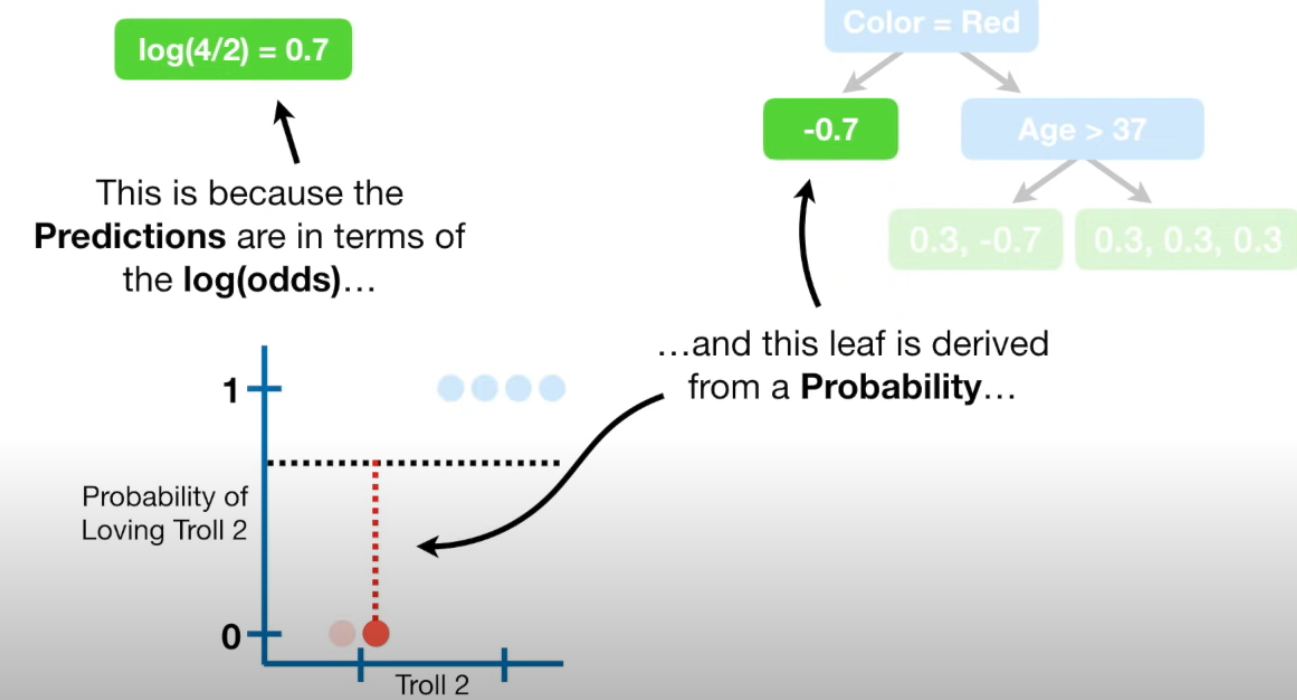 log(4/2) = 0.7
This is because the
Predictions are in terms of
the log(odds)…
Color = Red
-0.7
Age > 37
0.3, -0.7
0.3, 0.3, 0.3
…and this leaf is derived
from a Probability…
1
Probability of
Loving Troll 2
0
Troll 2